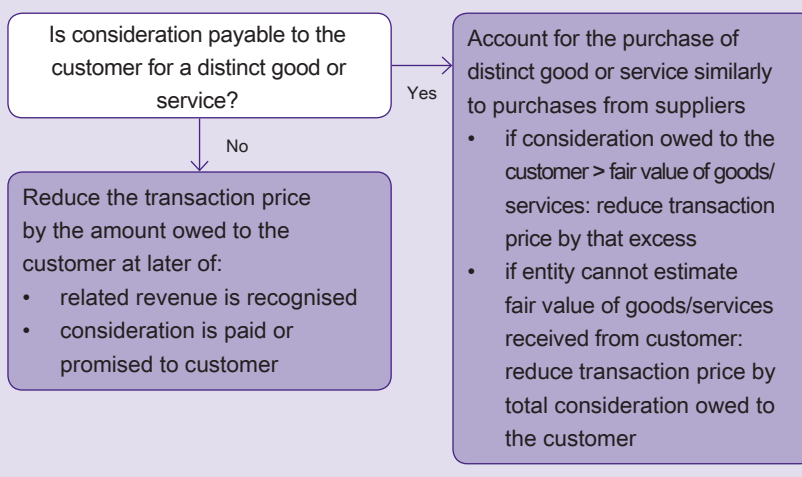 Is consideration payable to the
customer for a distinct good or
service?
Yes
No
Reduce the transaction price
by the amount owed to the
customer at later of:
• related revenue is recognised
• consideration is paid or
promised to customer
Account for the purchase of
distinct good or service similarly
to purchases from suppliers
• if consideration owed to the
customer > fair value of goods/
services: reduce transaction
price by that excess
• if entity cannot estimate
fair value of goods/services
received from customer:
reduce transaction price by
total consideration owed to
the customer